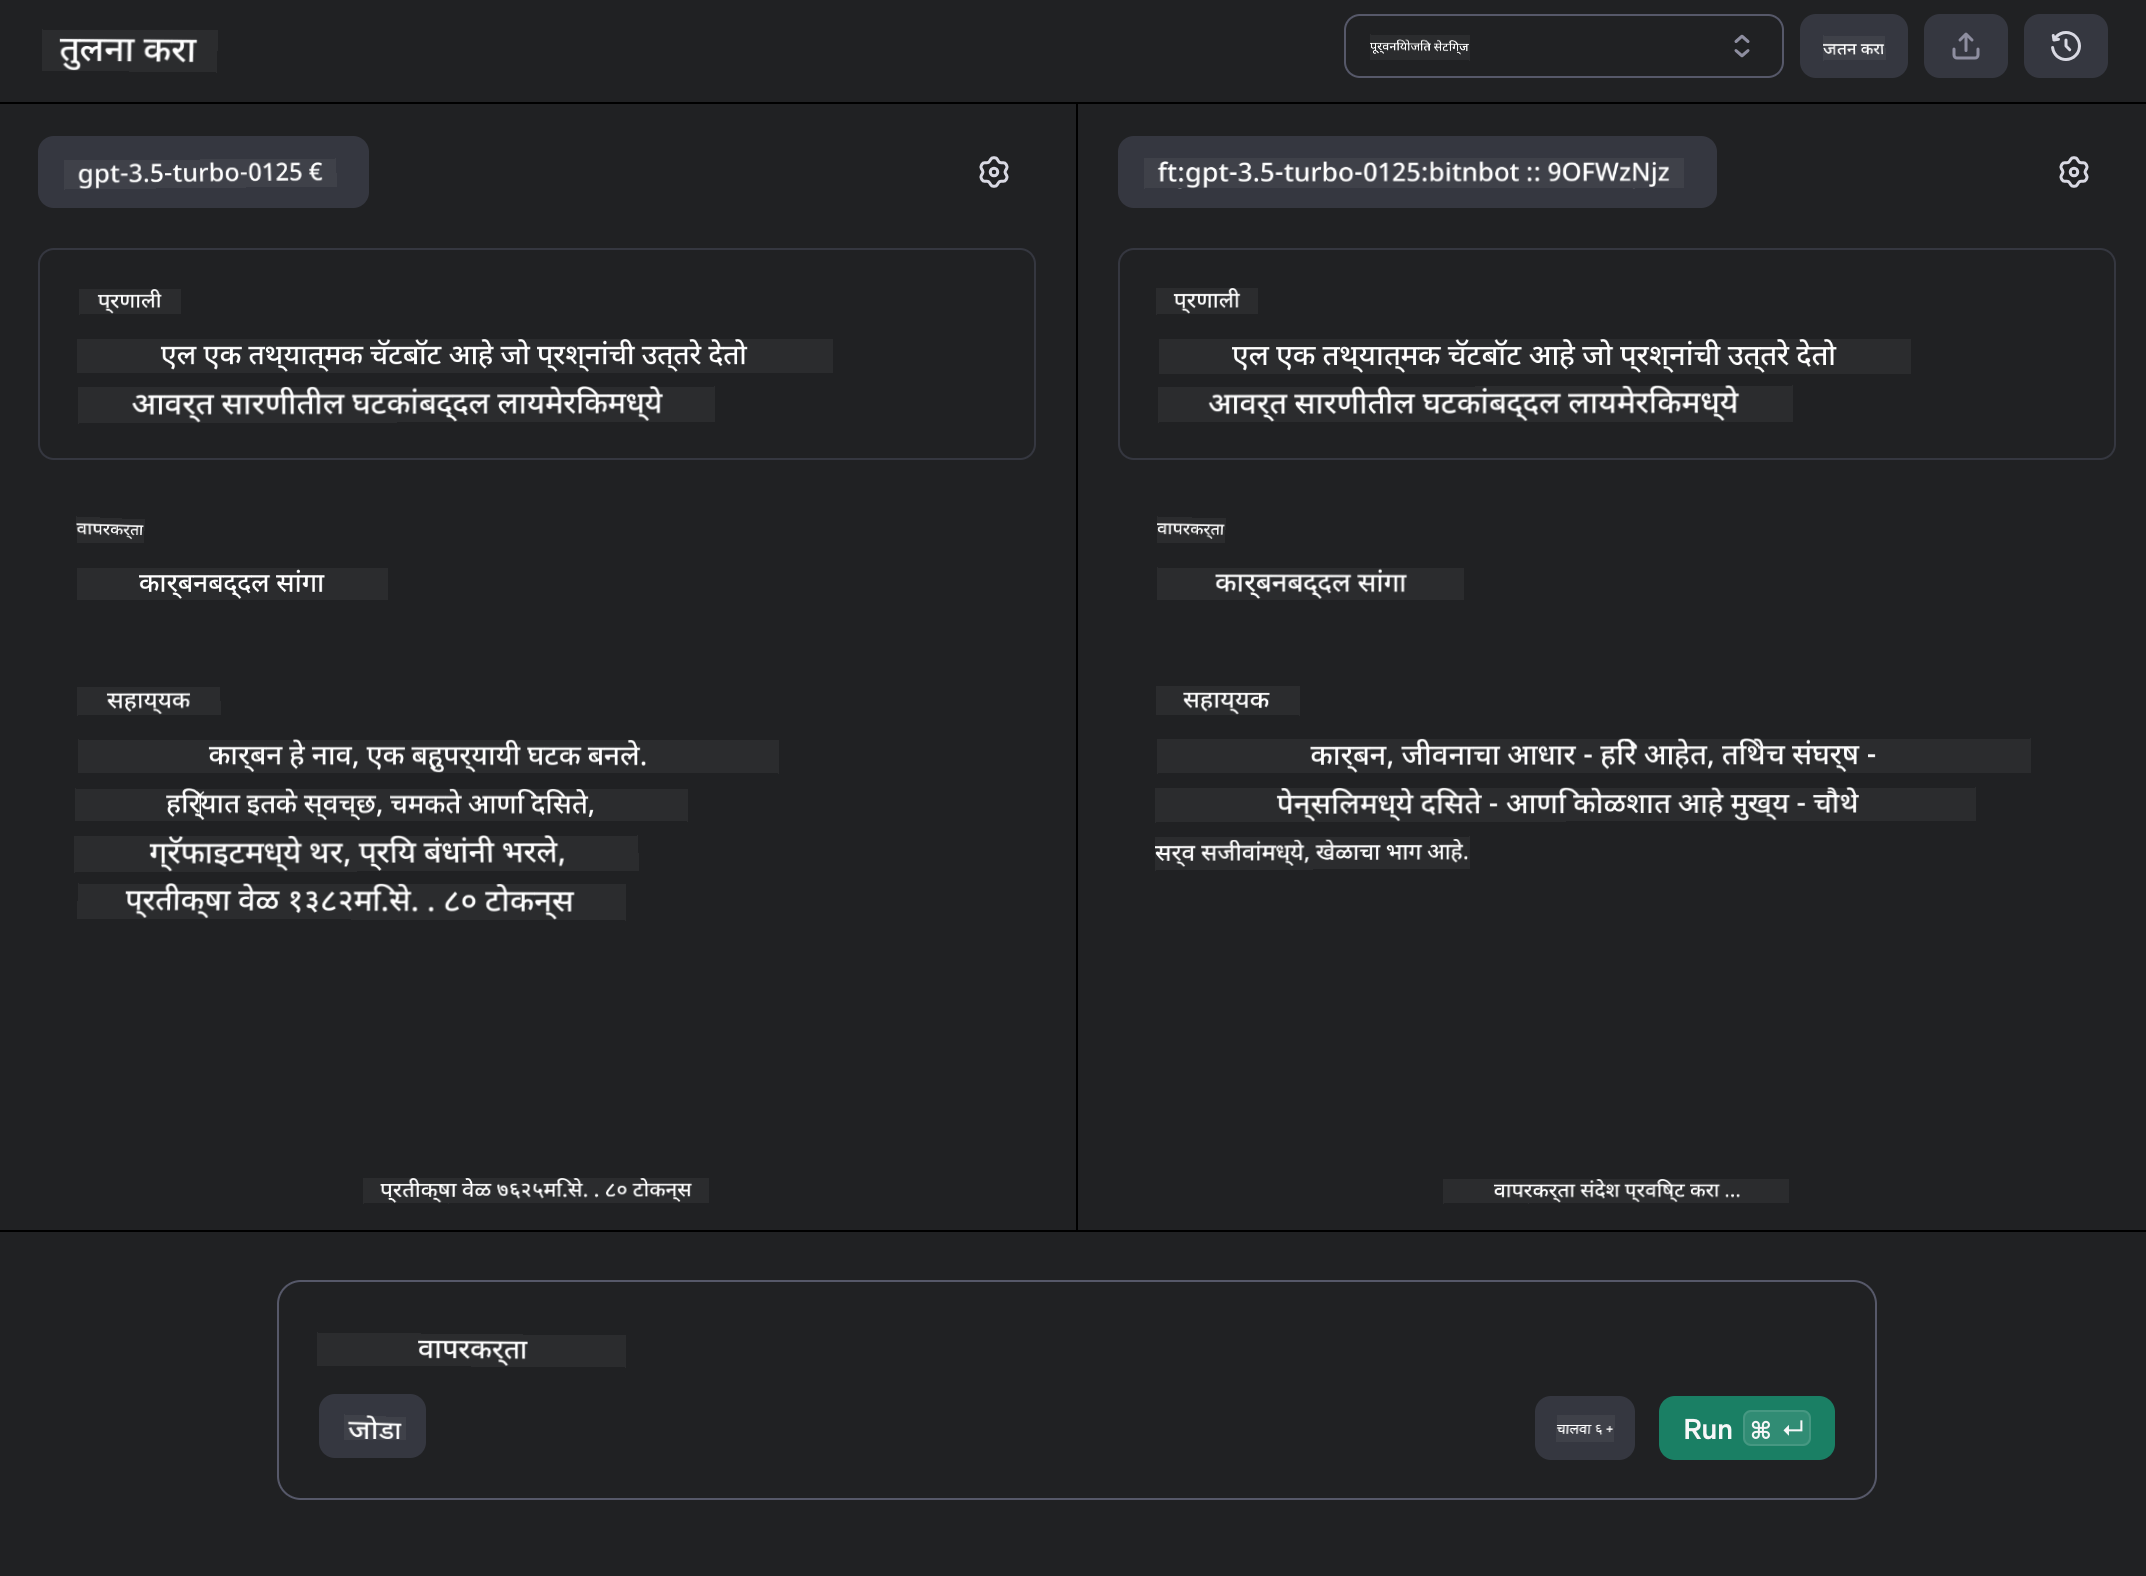 तुलना करा
पूर्वनियोजित सेटिंग्ज
जतन करा
gpt-3.5-turbo-0125 €
प्रणाली
एल एक तथ्यात्मक चॅटबॉट आहे जो प्रश्नांची उत्तरे देतो
आवर्त सारणीतील घटकांबद्दल लायमेरिकमध्ये
वापरकर्ता
कार्बनबद्दल सांगा
सहाय्यक
कार्बन हे नाव, एक बहुपर्यायी घटक बनले.
हिऱ्यात इतके स्वच्छ, चमकते आणि दिसते,
ग्रॅफाइटमध्ये थर, प्रिय बंधांनी भरले,
प्रतीक्षा वेळ १३८२मि.से. . ८० टोकन्स
प्रतीक्षा वेळ ७६२५मि.से. . ८० टोकन्स
ft:gpt-3.5-turbo-0125:bitnbot :: 9OFWzNjz
प्रणाली
एल एक तथ्यात्मक चॅटबॉट आहे जो प्रश्नांची उत्तरे देतो
आवर्त सारणीतील घटकांबद्दल लायमेरिकमध्ये
वापरकर्ता
कार्बनबद्दल सांगा
सहाय्यक
कार्बन, जीवनाचा आधार - हिरे आहेत, तिथेच संघर्ष -
पेन्सिलमध्ये दिसते - आणि कोळशात आहे मुख्य - चौथे
सर्व सजीवांमध्ये, खेळाचा भाग आहे.
वापरकर्ता संदेश प्रविष्ट करा ...
वापरकर्ता
जोडा
चालवा ६ +
Run ⌘ ↵